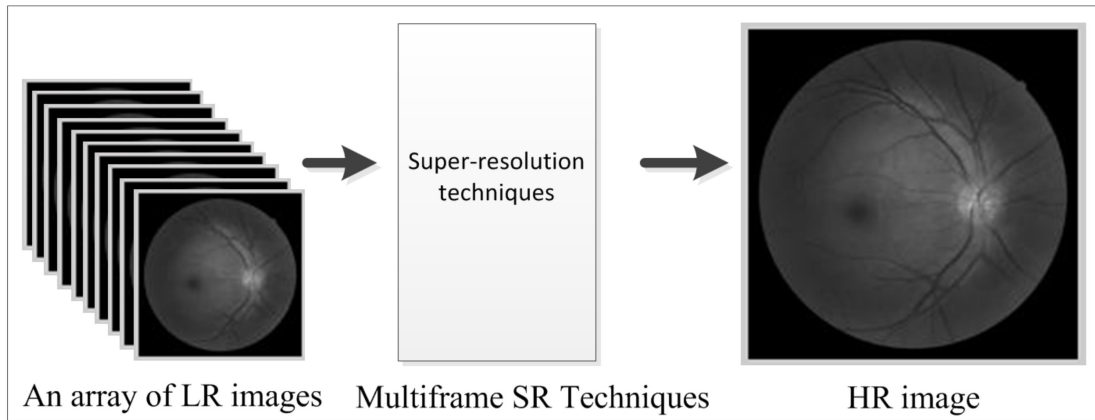 Super-resolution
techniques
An array of LR images
Multiframe SR Techniques
HR image